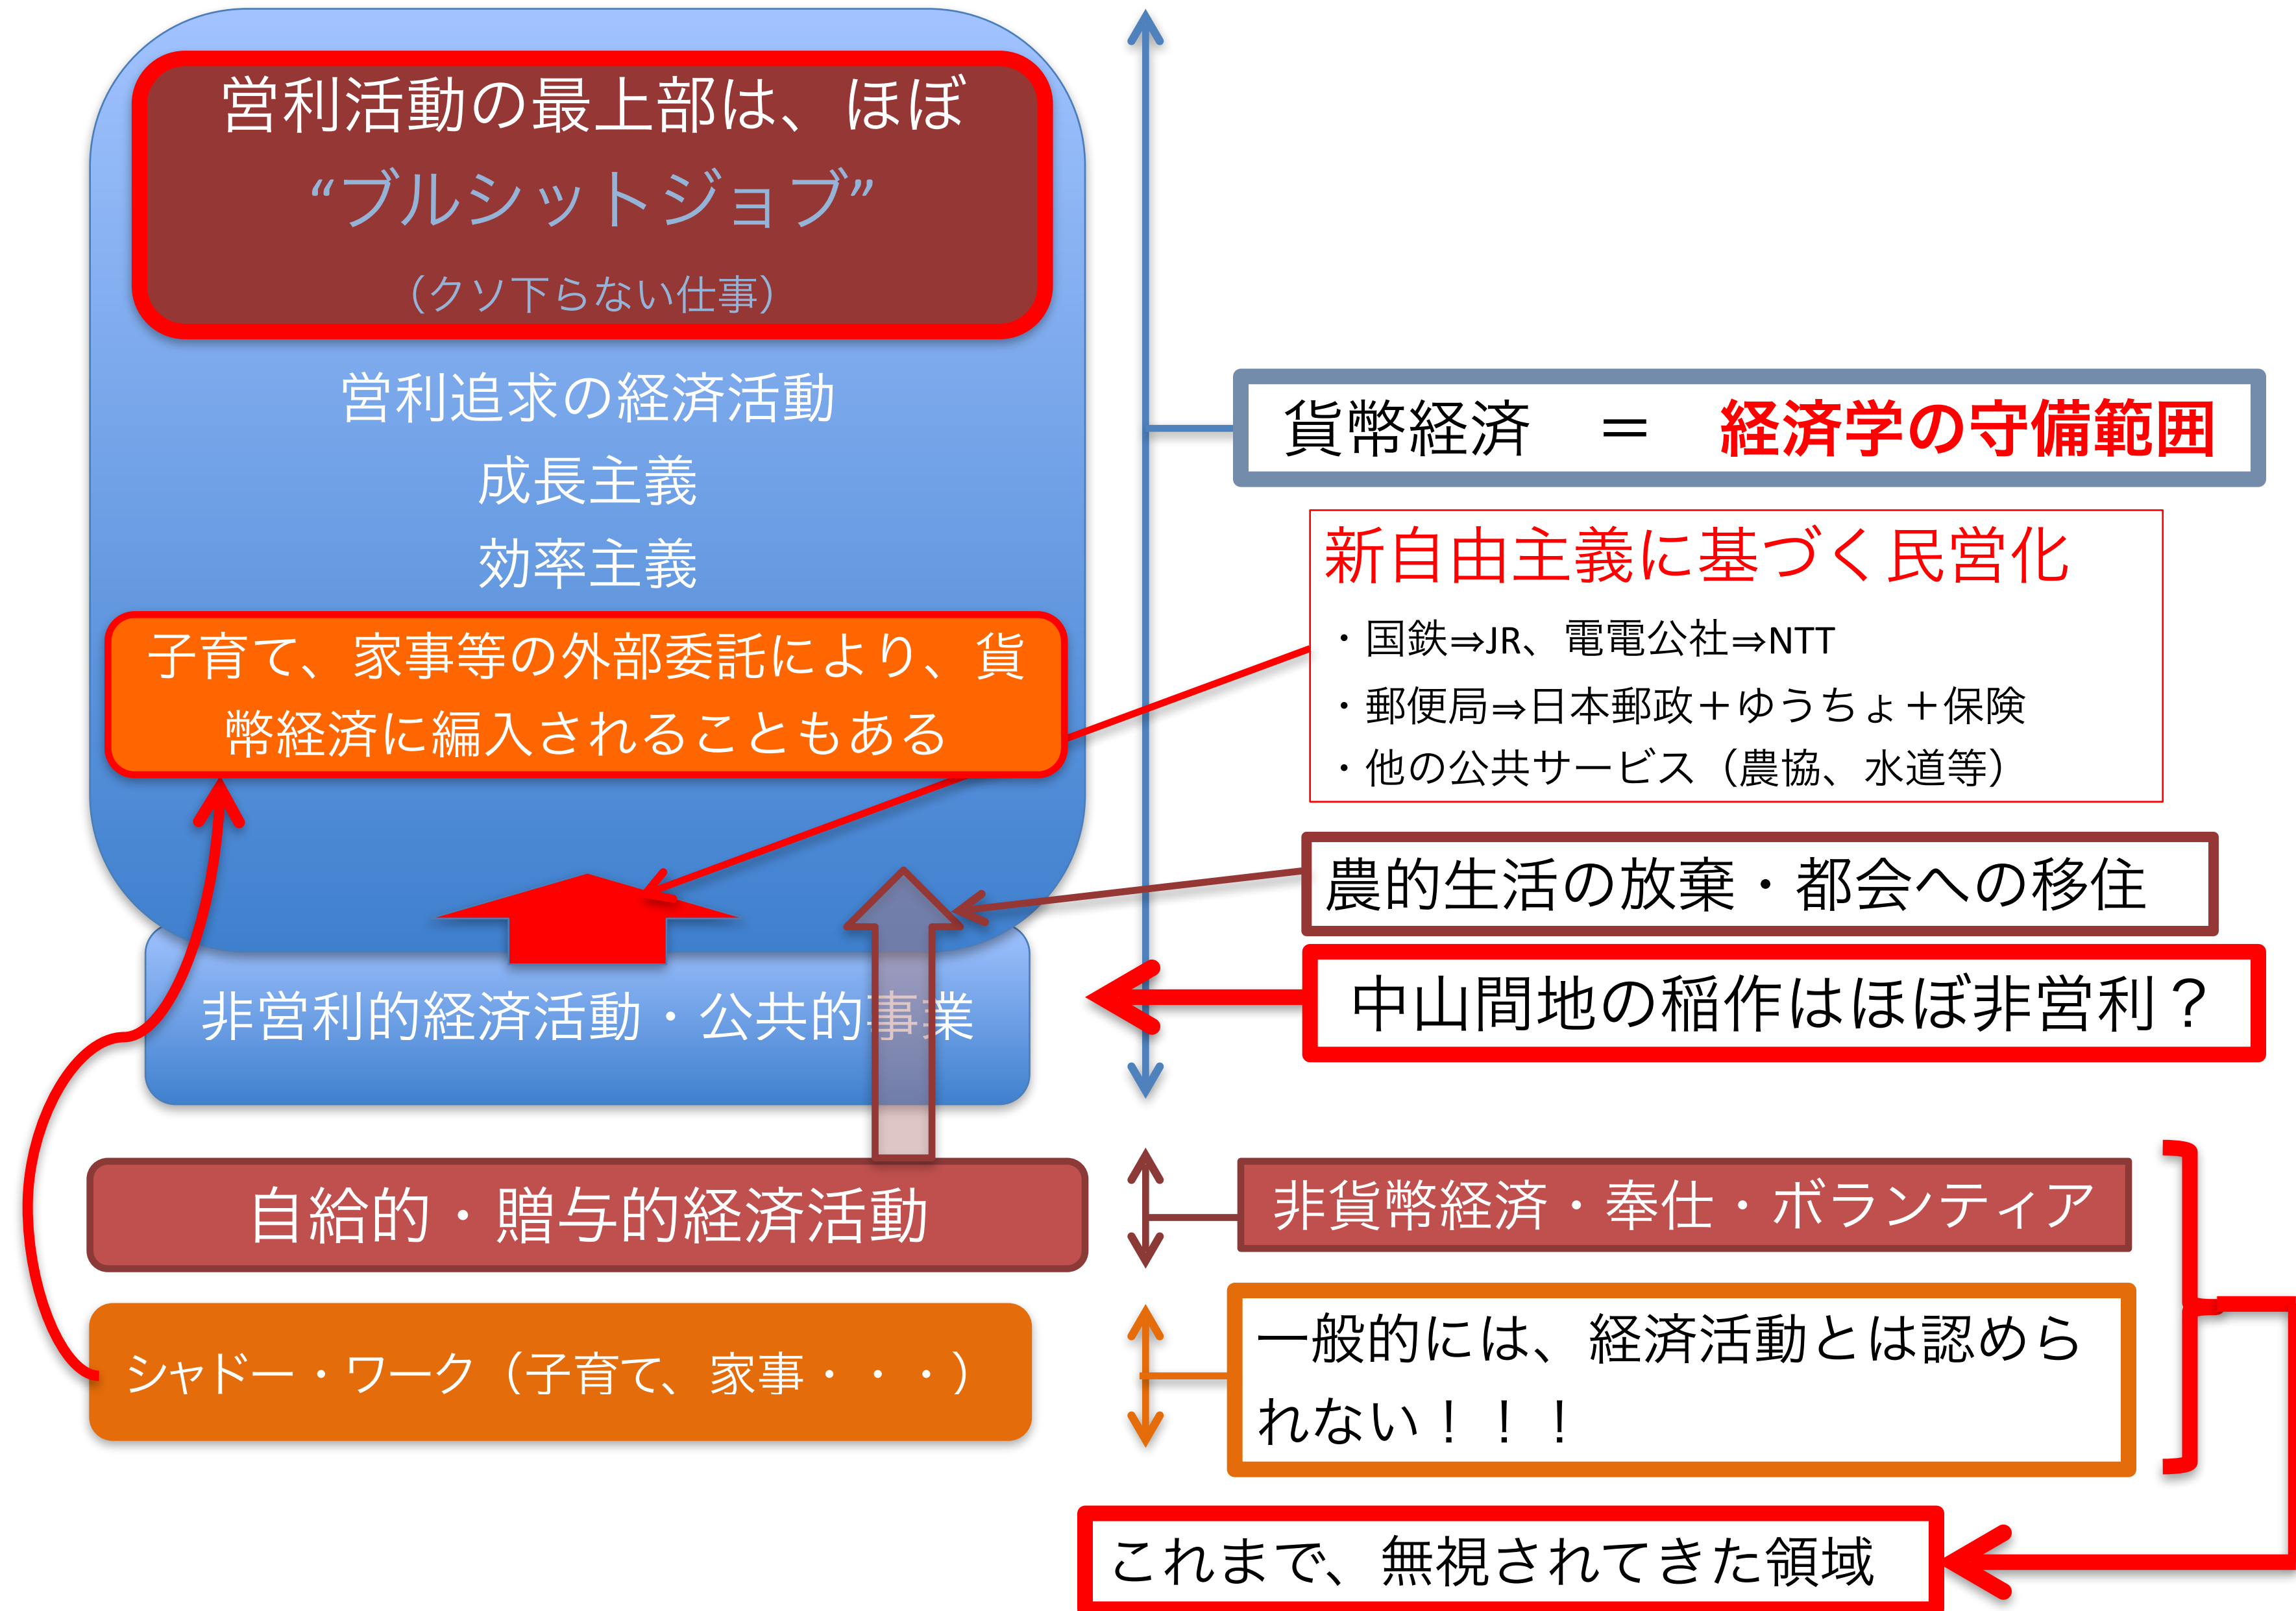 営利活動の最上部は、ほぼ
“ブルシットジョブ”
（クソ下らない仕事）
営利追求の経済活動
成長主義
効率主義
子育て、家事等の外部委託により、貨
幣経済に編入されることもある
非営利的経済活動・公共的事業
自給的・贈与的経済活動
シャドー・ワーク（子育て、家事・・・）
貨幣経済　＝　経済学の守備範囲
新自由主義に基づく民営化
・国鉄⇒JR、電電公社⇒NTT
・郵便局⇒日本郵政＋ゆうちょ＋保険
・他の公共サービス（農協、水道等）
農的生活の放棄・都会への移住
中山間地の稲作はほぼ非営利？
非貨幣経済・奉仕・ボランティア
一般的には、経済活動とは認めら
れない！！！
これまで、無視されてきた領域